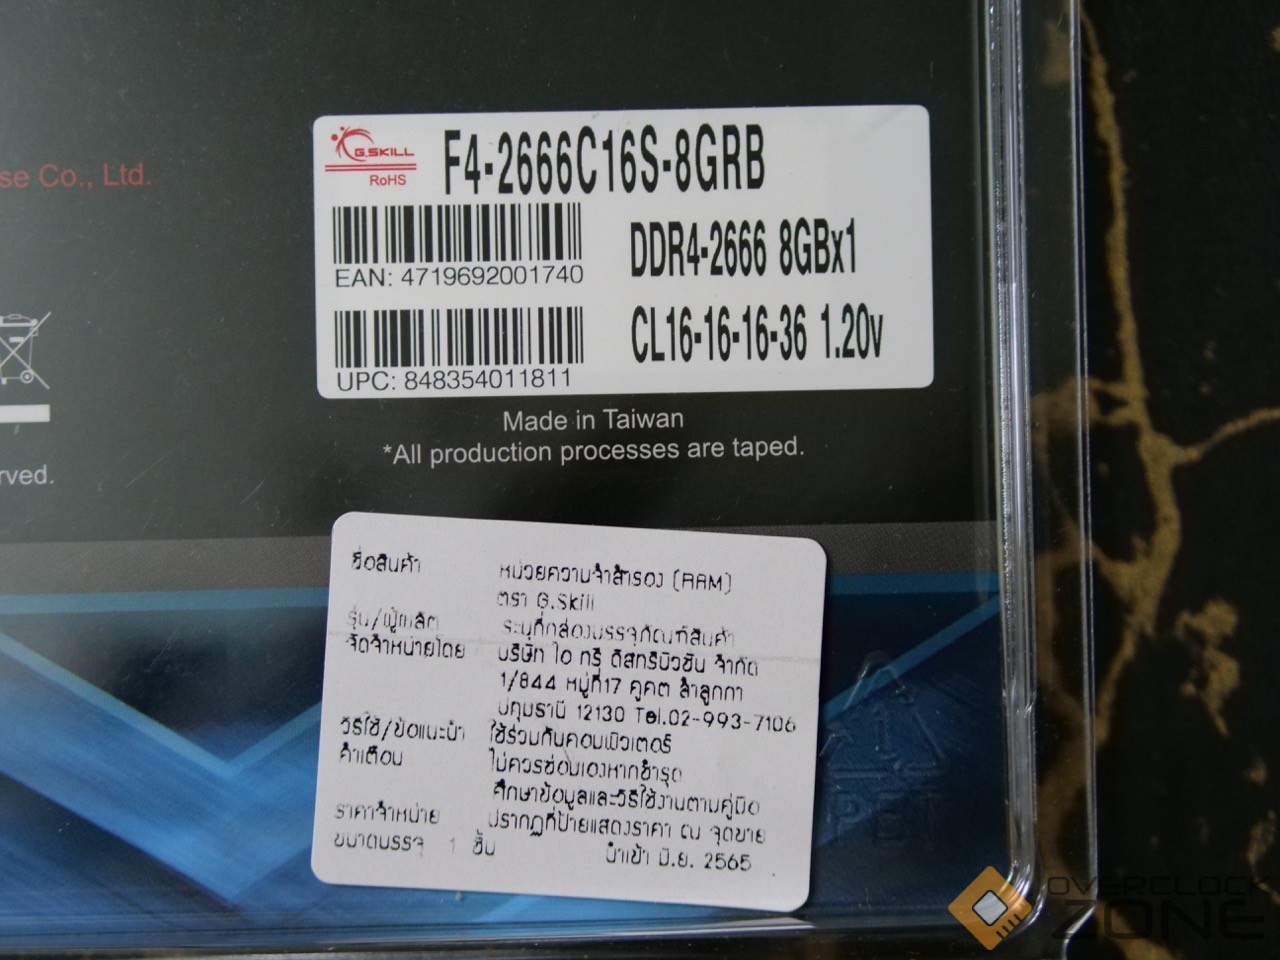 se Co., Ltd.
G.SKILL
RoHS
F4-2666C16S-8GRB
EAN: 4719692001740
DDR4-2666 8GBx1
CL16-16-16-36 1.20v
UPC: 848354011811
Made in Taiwan
*All production processes are taped.
rved.
ชื่อสินค้า หน่วยความจำสำรอง (RAM)
ตรา G.Skill
รุ่น/ผู้ผลิต ระบุที่กล่องบรรจุภัณฑ์สินค้า
จัดจำหน่ายโดย บริษัท ไอ ทรี ดิสทริบิวชั่น จำกัด
1/844 หมู่ที่17 คูคต ลำลูกกา
ปทุมธานี 12130 Tel.02-993-7106
วิธีใช้/ข้อแนะนำ ใช้ร่วมกับคอมพิวเตอร์
คำเตือน ไม่ควรซ่อมเองหากชำรุด
ศึกษาข้อมูลและวิธีใช้งานตามคู่มือ
ราคาจำหน่าย ปรากฏที่ป้ายแสดงราคา ณ จุดขาย
ขนาดบรรจุ 1 ชิ้น นำเข้า มิ.ย. 2565
1
PET
OVERCLOCK
ZONE